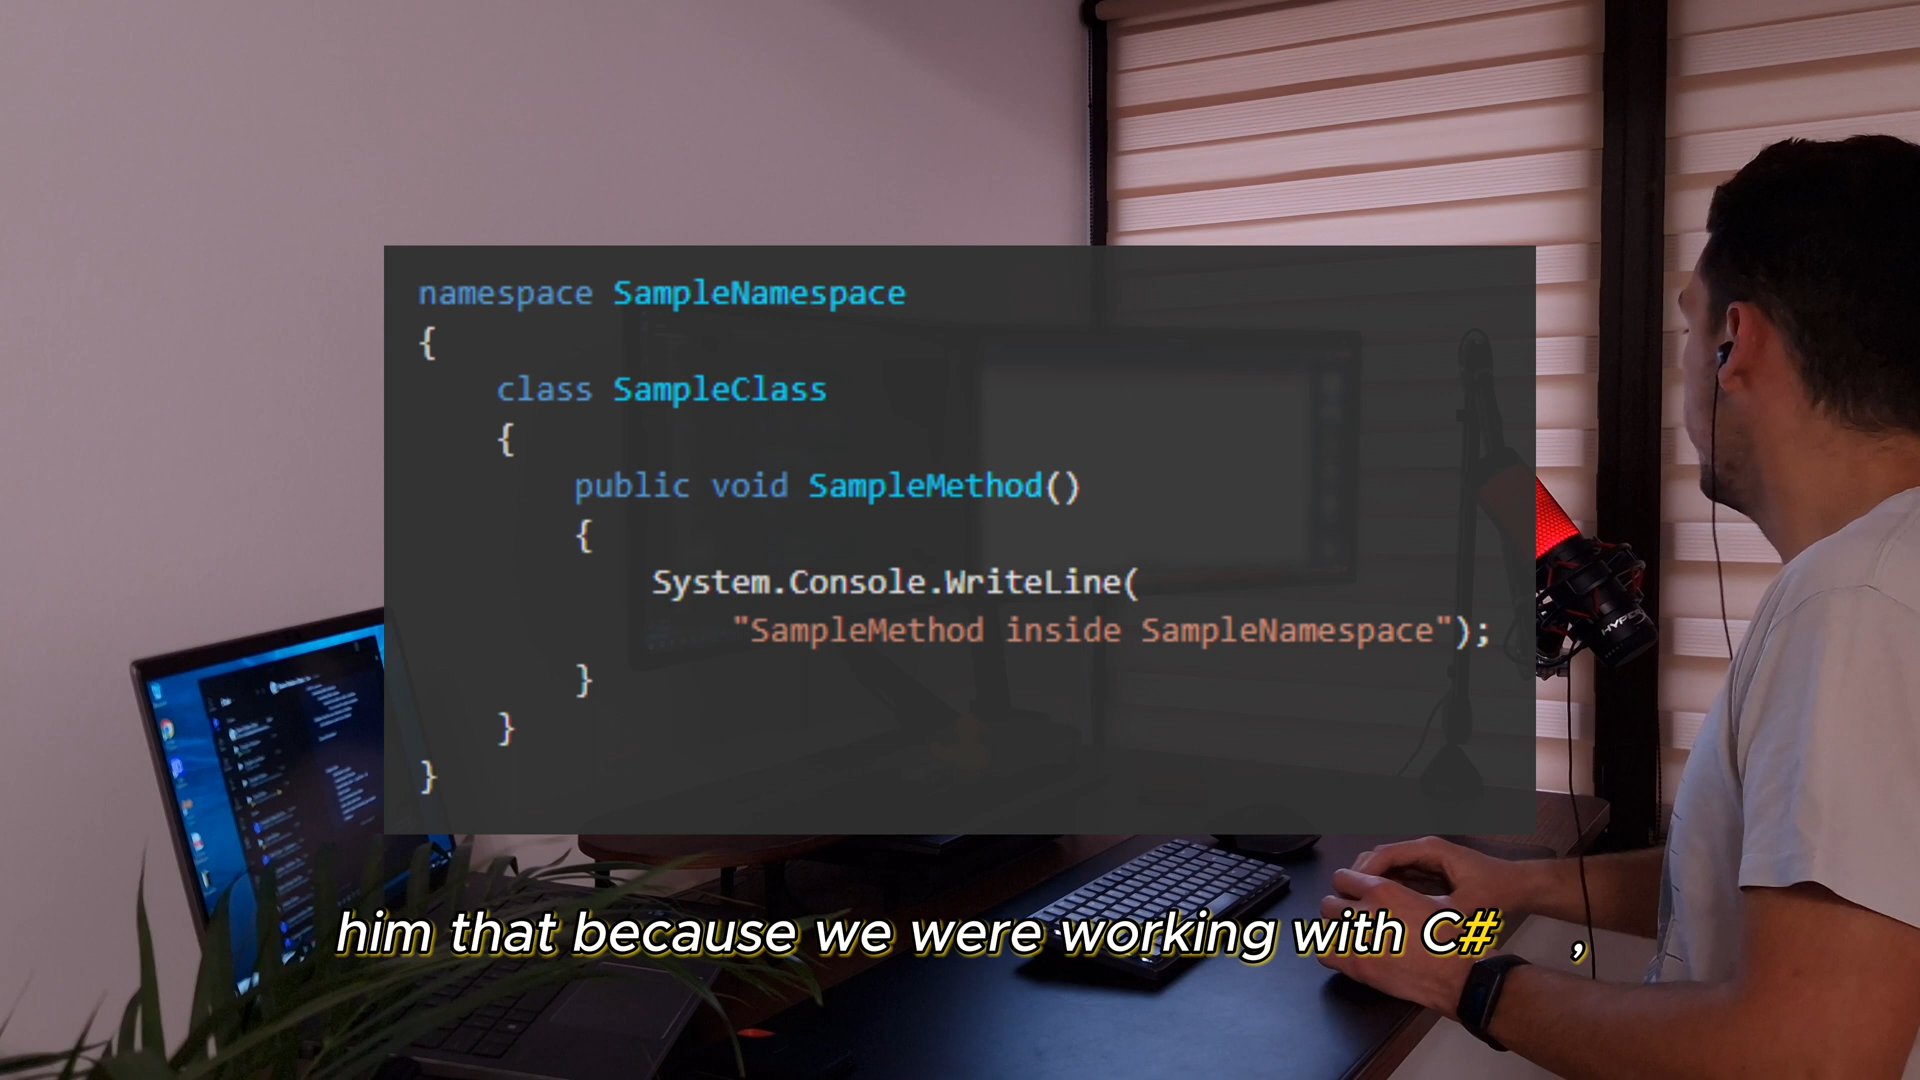 namespace SampleNamespace
{
class SampleClass
{
public void SampleMethod()
{
System.Console.WriteLine(
"SampleMethod inside SampleNamespace");
}
}
}
HYPERX
him that because we were working with C# ,